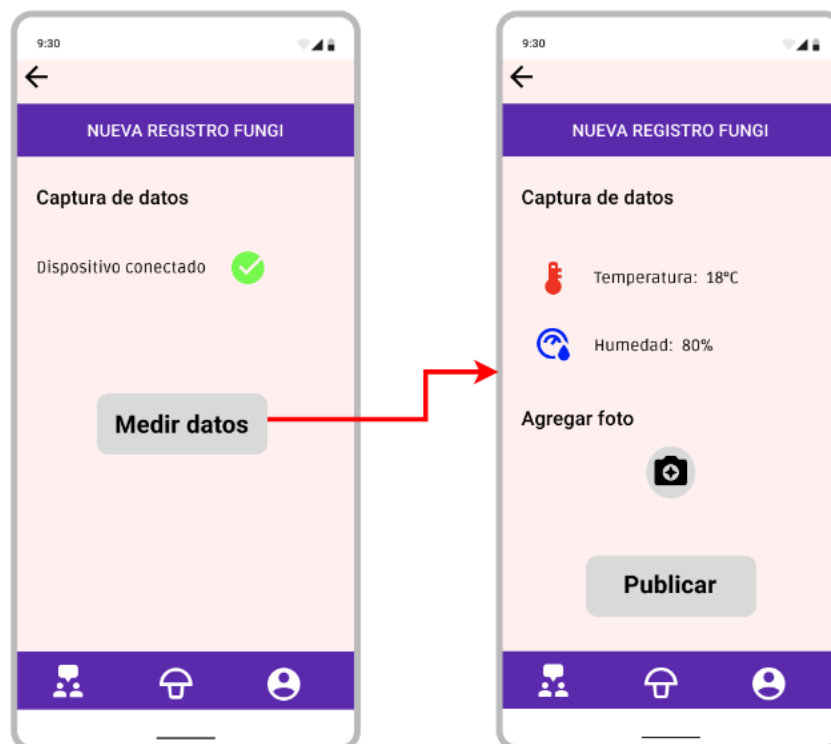 9:30
NUEVA REGISTRO FUNGI
Captura de datos
Dispositivo conectado
Medir datos
9:30
NUEVA REGISTRO FUNGI
Captura de datos
Temperatura: 18°C
Humedad: 80%
Agregar foto
Publicar